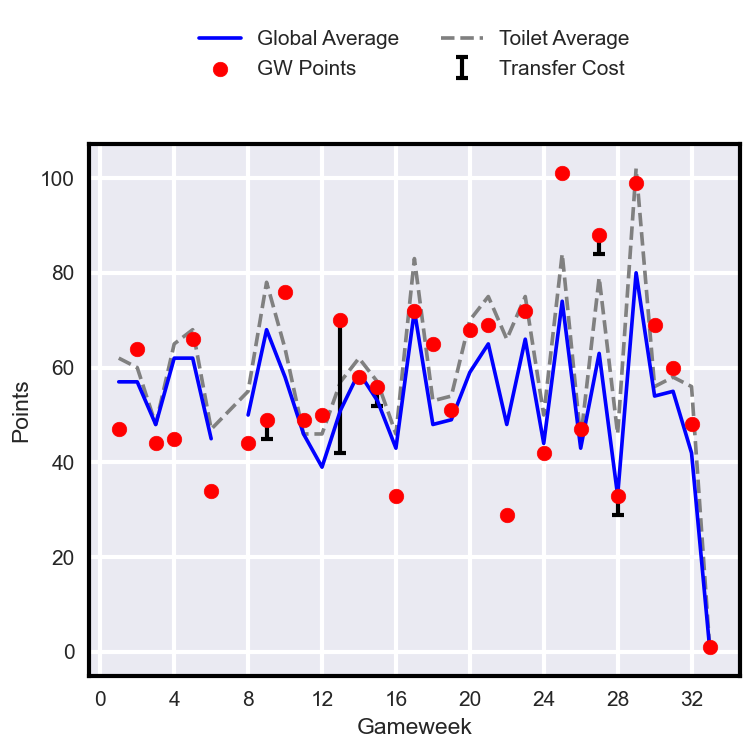 Global Average
Toilet Average
GW Points
Transfer Cost
100
80
60
40
20
0
Points
0 4 8 12 16 20 24 28 32
Gameweek